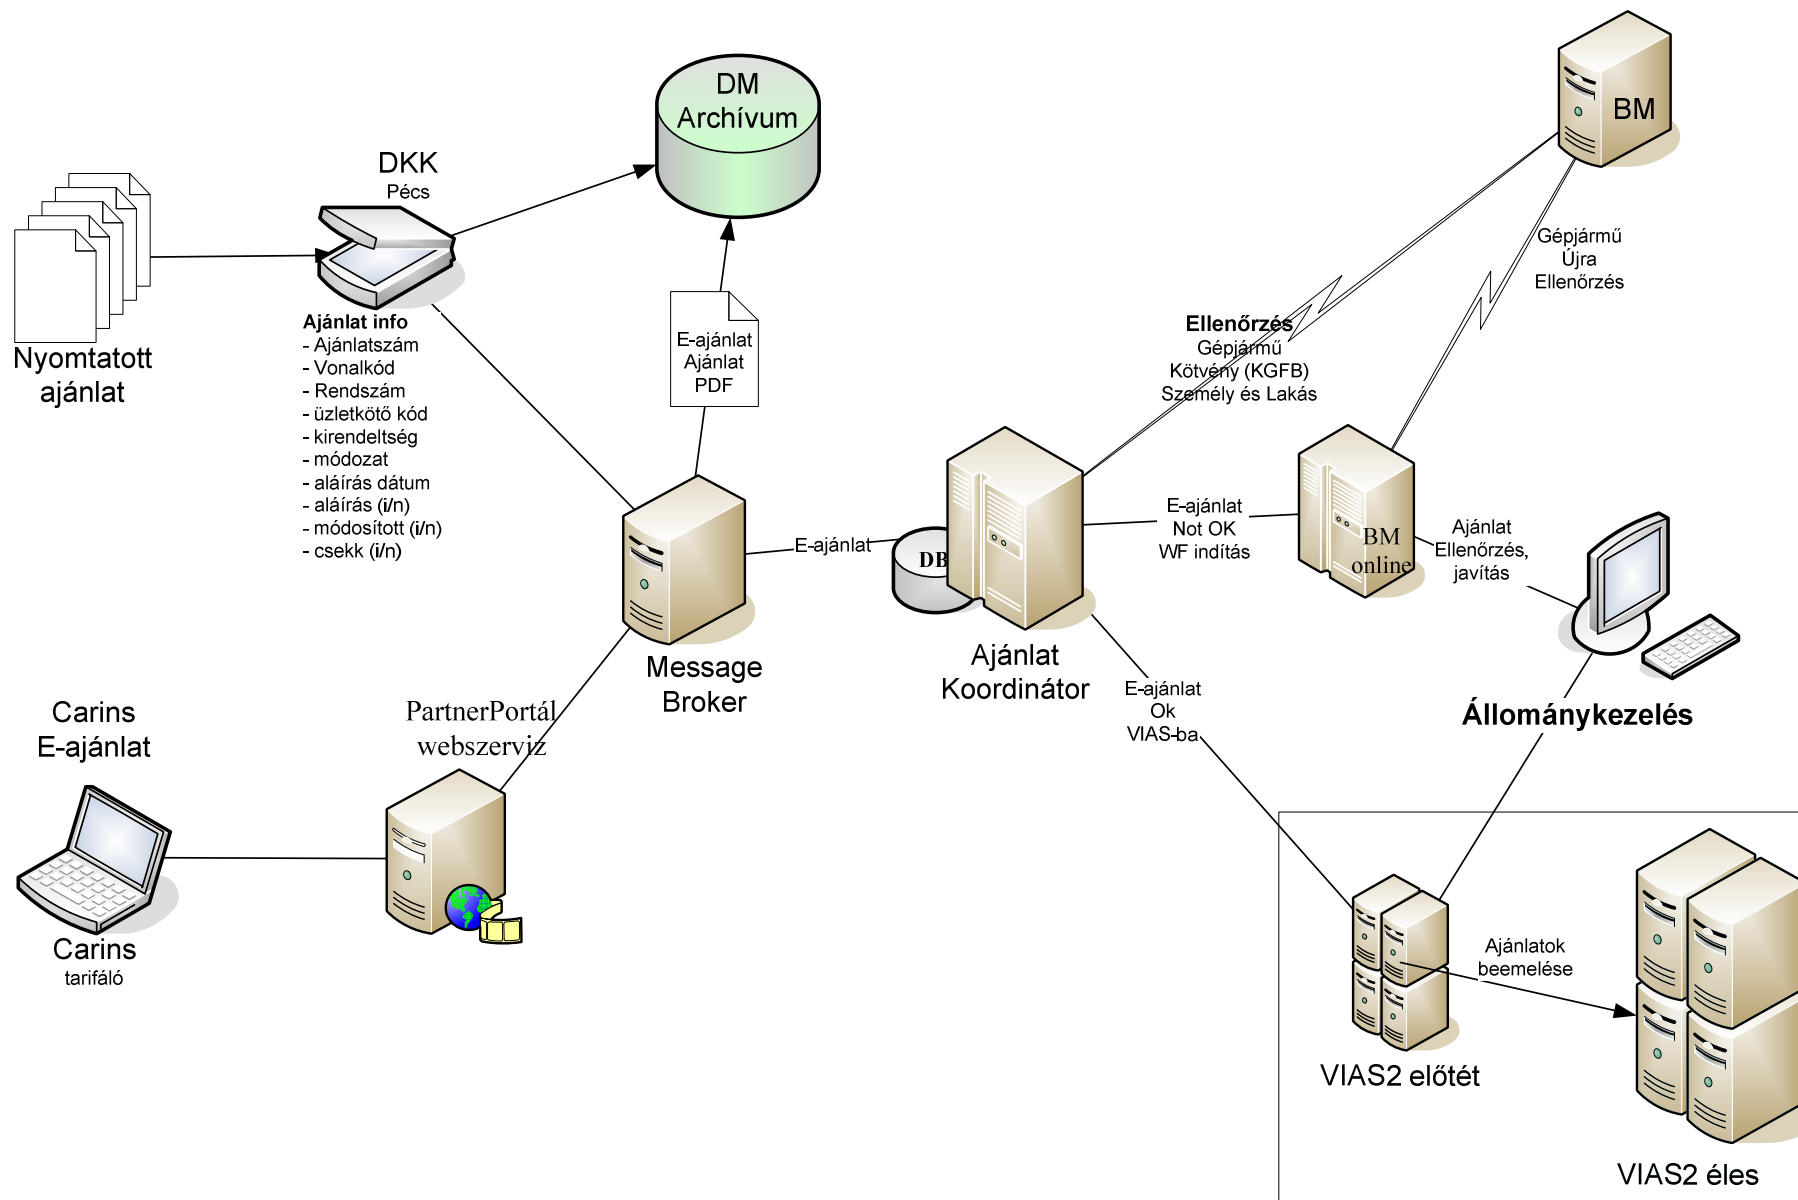 DM
Archívum
BM
DKK
Pécs
Nyomtatott
ajánlat
Ajánlat info
- Ajánlatszám
- Vonalkód
- Rendszám
- üzletkötő kód
- kirendeltség
- módozat
- aláírás dátum
- aláírás (i/n)
- módosított (i/n)
- csekk (i/n)
E-ajánlat
Ajánlat
PDF
Gépjármű
Újra
Ellenőrzés
Ellenőrzés
Gépjármű
Kötvény (KGFB)
Személy és Lakás
E-ajánlat
DB
E-ajánlat
Not OK
WF indítás
BM
online
Ajánlat
Ellenőrzés,
javítás
Message
Broker
Ajánlat
Koordinátor
E-ajánlat
Ok
VIAS-ba
Állománykezelés
Carins
E-ajánlat
PartnerPortál
webszerviz
Carins
tarifáló
Ajánlatok
beemelése
VIAS2 előtét
VIAS2 éles